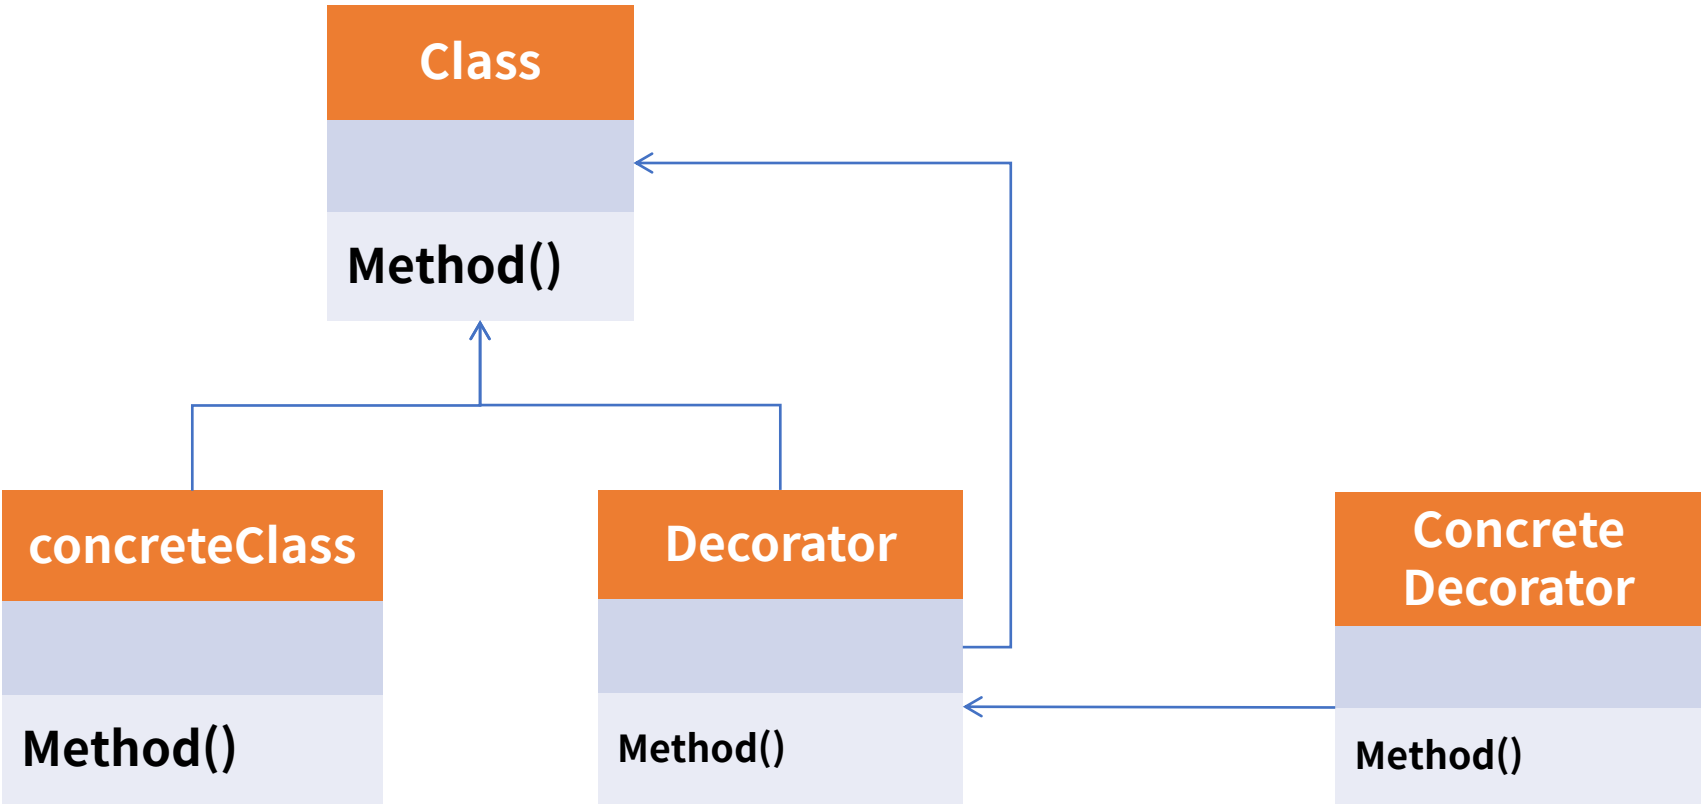 Class
Method()
concreteClass
Method()
Decorator
Method()
Concrete
Decorator
Method()